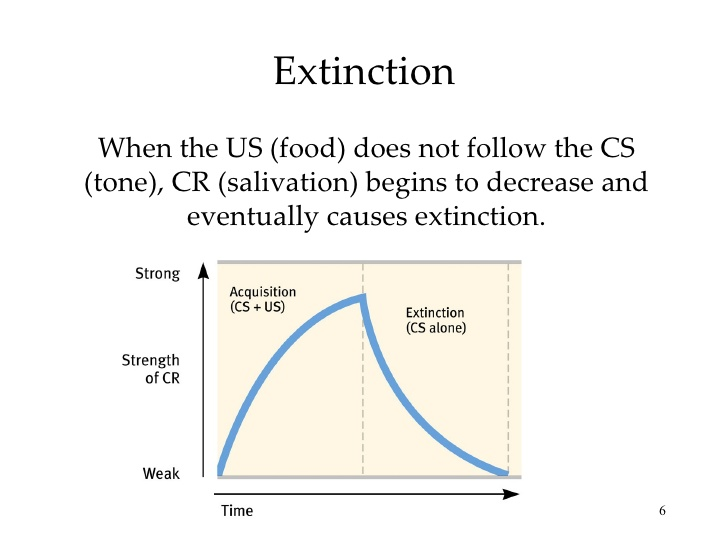 Extinction
When the US (food) does not follow the CS
(tone), CR (salivation) begins to decrease and
eventually causes extinction.
Strong
Acquisition
(CS + US)
Extinction
(CS alone)
Strength
of CR
Weak
Time
6